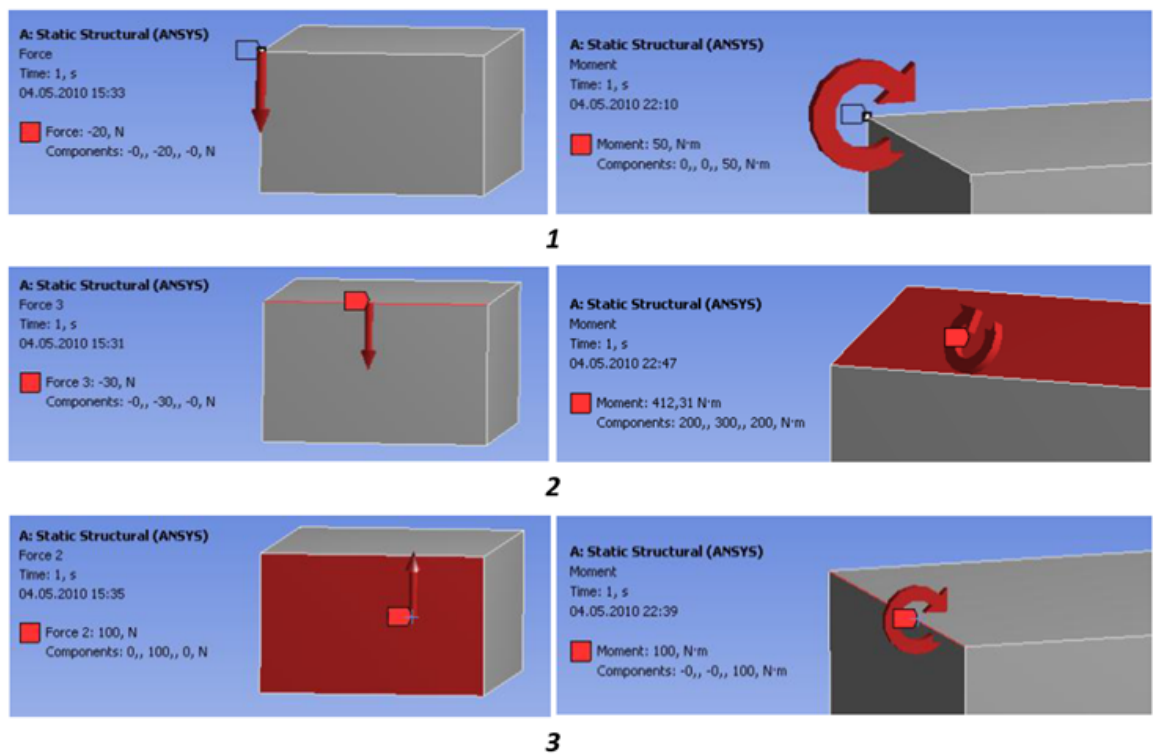 A: Static Structural (ANSYS)
Force
Time: 1, s
04.05.2010 15:33
Force: -20, N
Components: -0,, -20,, -0, N
A: Static Structural (ANSYS)
Moment
Time: 1, s
04.05.2010 22:10
Moment: 50, N·m
Components: 0,, 0,, 50, N·m
1
A: Static Structural (ANSYS)
Force 3
Time: 1, s
04.05.2010 15:31
Force 3: -30, N
Components: -0,, -30,, -0, N
A: Static Structural (ANSYS)
Moment
Time: 1, s
04.05.2010 22:47
Moment: 412,31 N·m
Components: 200,, 300,, 200, N·m
2
A: Static Structural (ANSYS)
Force 2
Time: 1, s
04.05.2010 15:35
Force 2: 100, N
Components: 0,, 100,, 0, N
A: Static Structural (ANSYS)
Moment
Time: 1, s
04.05.2010 22:39
Moment: 100, N·m
Components: -0,, -0,, 100, N·m
3